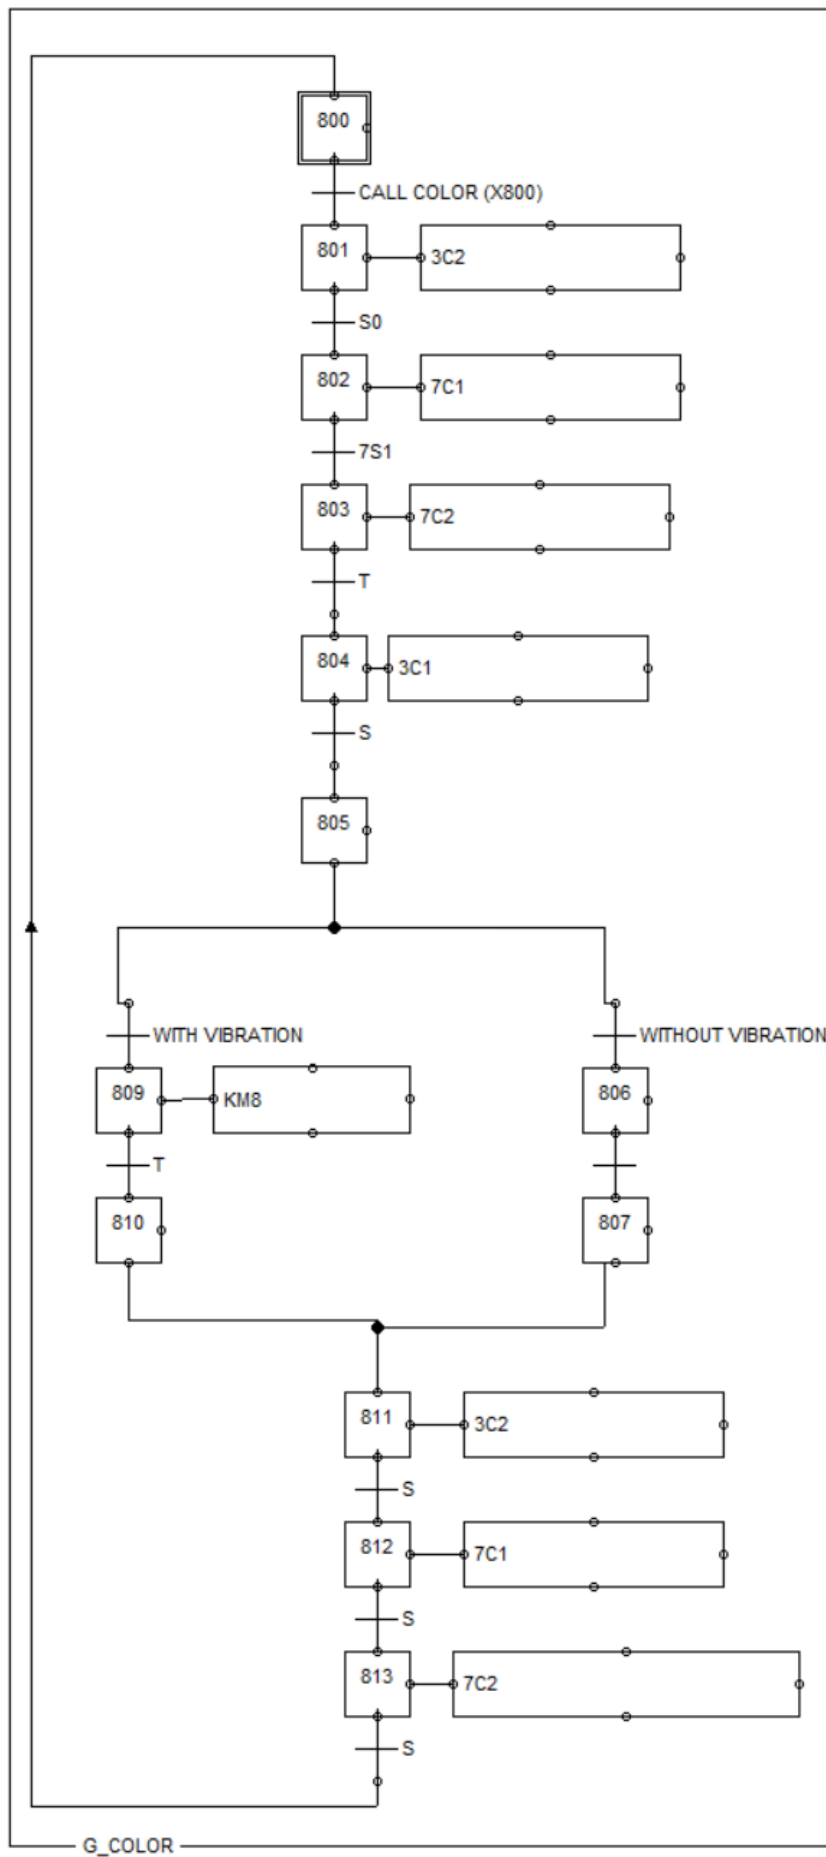 800
CALL COLOR (X800)
801
3C2
S0
802
7C1
7S1
803
7C2
T
804
3C1
S
805
WITH VIBRATION
WITHOUT VIBRATION
809
KM8
806
T
810
807
811
3C2
S
812
7C1
S
813
7C2
S
G_COLOR